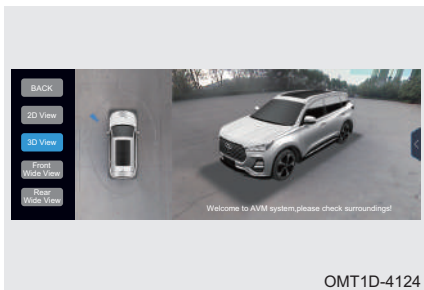 BACK
2D View
3D View
Front
Wide View
Rear
Wide View
Welcome to AVM system,please check surroundings!
OMT1D-4124